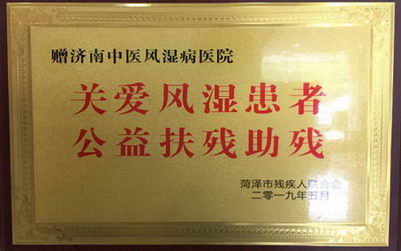 赠济南中医风湿病医院
关爱风湿患者
公益扶残助残
菏泽市残疾人联合会
二零一九年五月